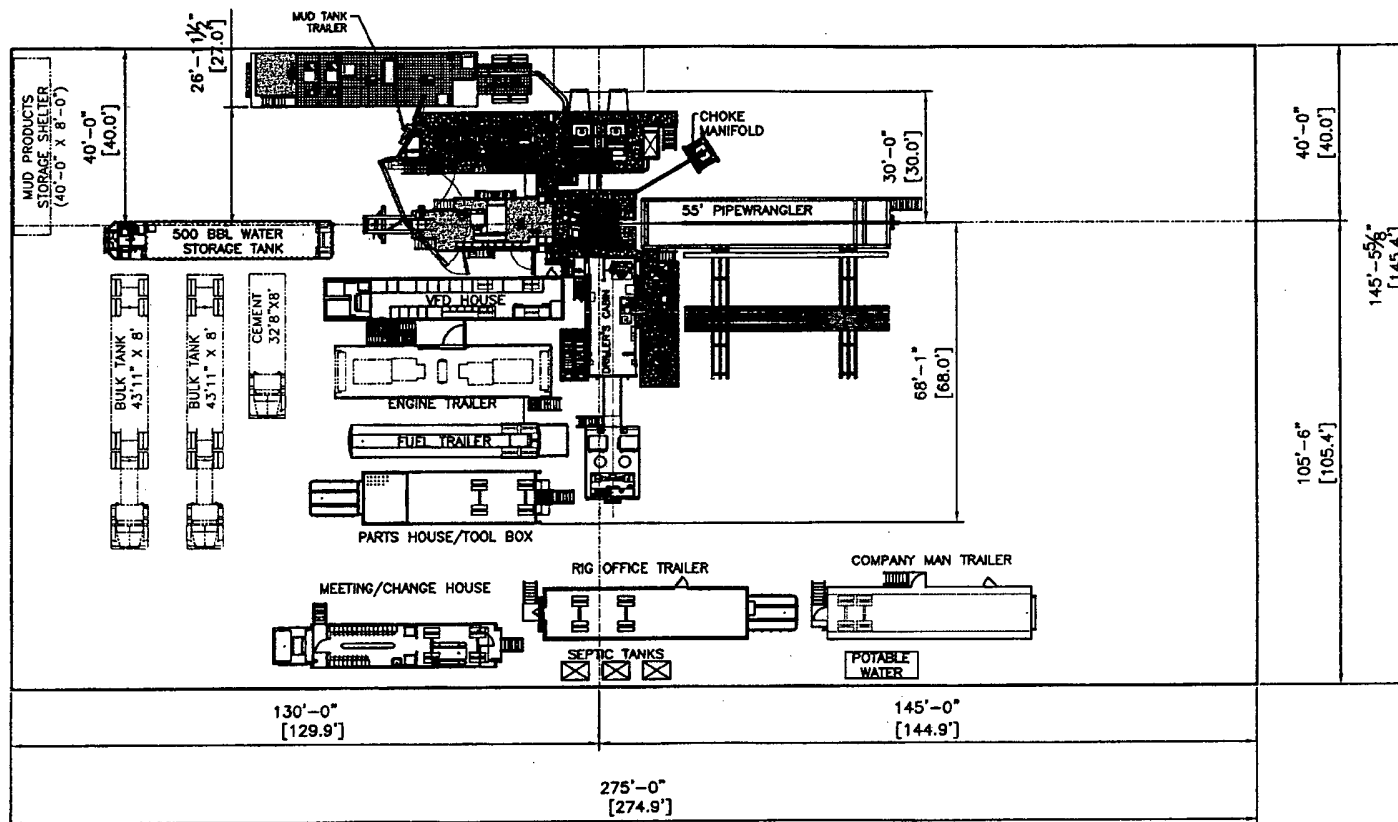 MUD TANK
TRAILER
26'-11½"
[27.0']
MUD PRODUCTS
STORAGE SHELTER
(40'-0" X 8'-0")
40'-0"
[40.0']
CHOKE
MANIFOLD
30'-0"
[30.0']
40'-0"
[40.0']
55' PIPEWRANGLER
500 BBL WATER
STORAGE TANK
145'-5⅝"
[145.4']
BULK TANK
43'11" X 8'
BULK TANK
43'11" X 8'
CEMENT
32'8"X8'
VFD HOUSE
DRILLER'S CABIN
68'-1"
[68.0']
ENGINE TRAILER
FUEL TRAILER
105'-6"
[105.4']
PARTS HOUSE/TOOL BOX
MEETING/CHANGE HOUSE
RIG OFFICE TRAILER
COMPANY MAN TRAILER
SEPTIC TANKS
POTABLE
WATER
130'-0"
[129.9']
145'-0"
[144.9']
275'-0"
[274.9']